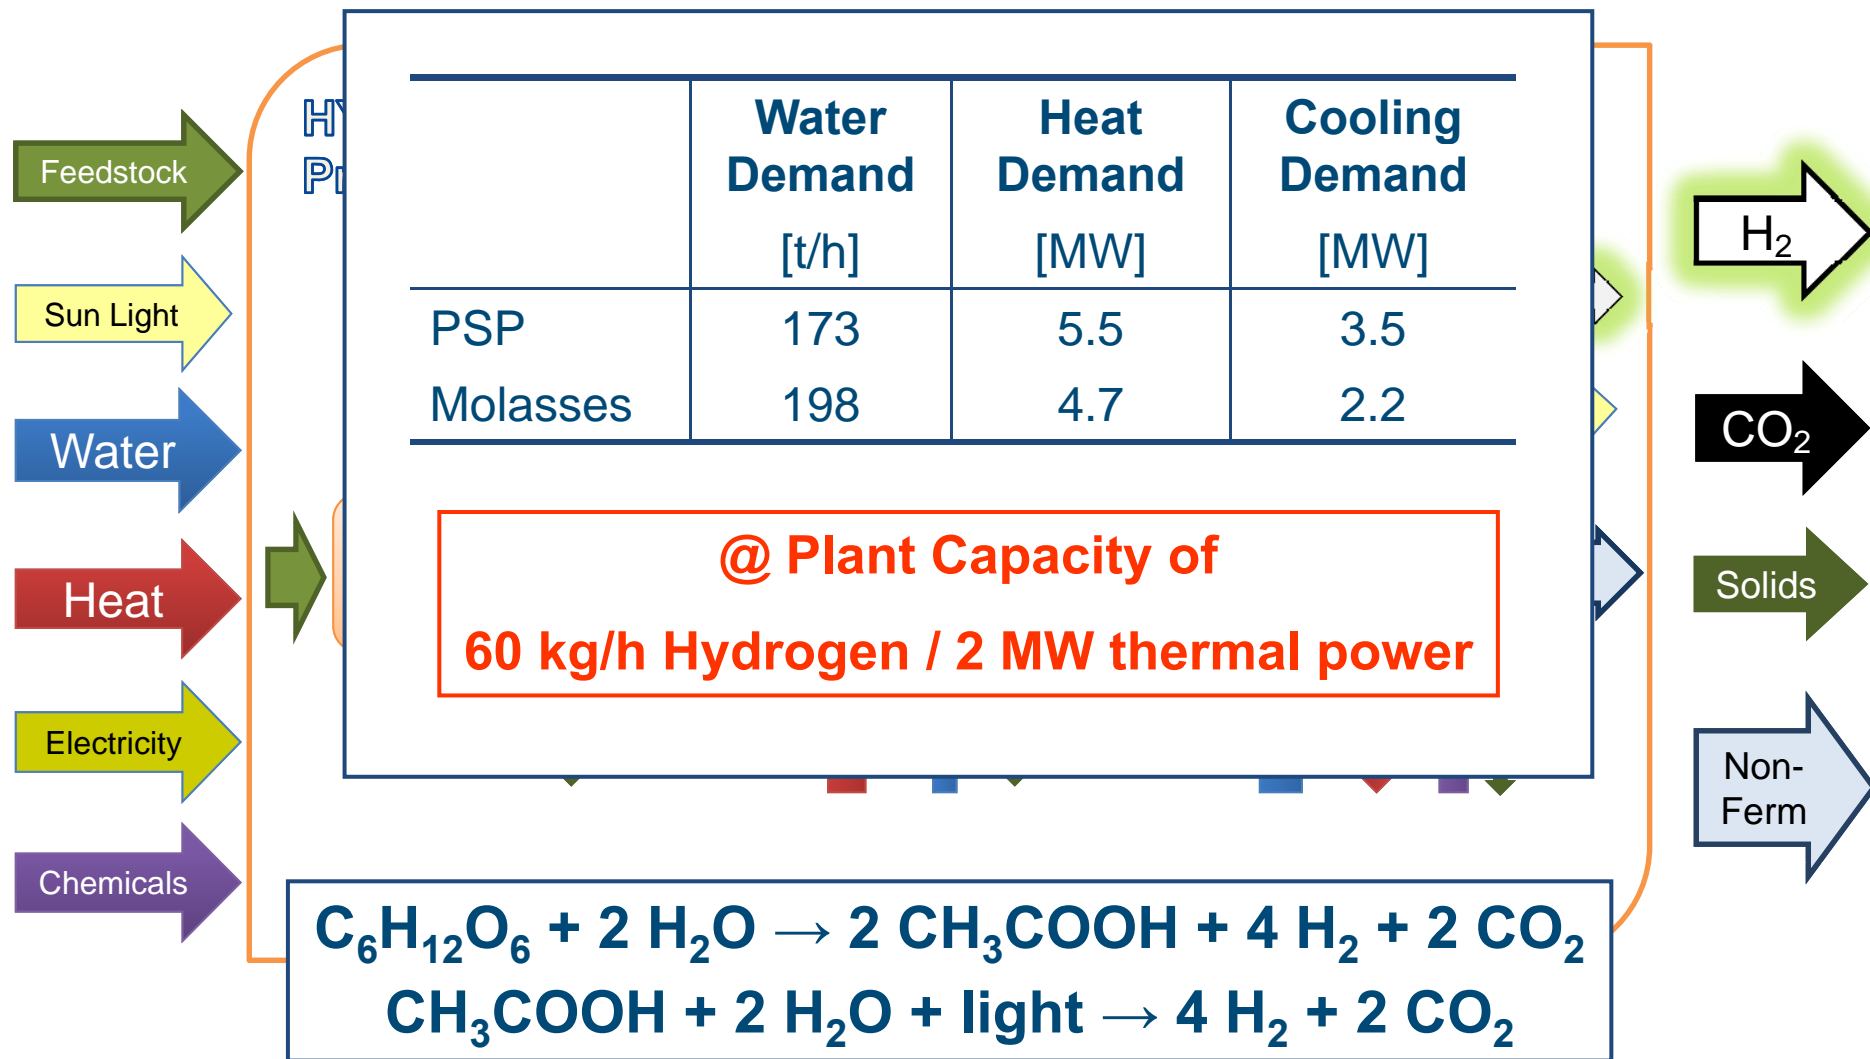 Feedstock
Sun Light
Water
Heat
Electricity
Chemicals
Water Heat Cooling
Demand Demand Demand
[t/h] [MW] [MW]
PSP 173 5.5 3.5
Molasses 198 4.7 2.2
@ Plant Capacity of
60 kg/h Hydrogen / 2 MW thermal power
C₆H₁₂O₆ + 2 H₂O → 2 CH₃COOH + 4 H₂ + 2 CO₂
CH₃COOH + 2 H₂O + light → 4 H₂ + 2 CO₂
H₂
CO₂
Solids
Non-
Ferm